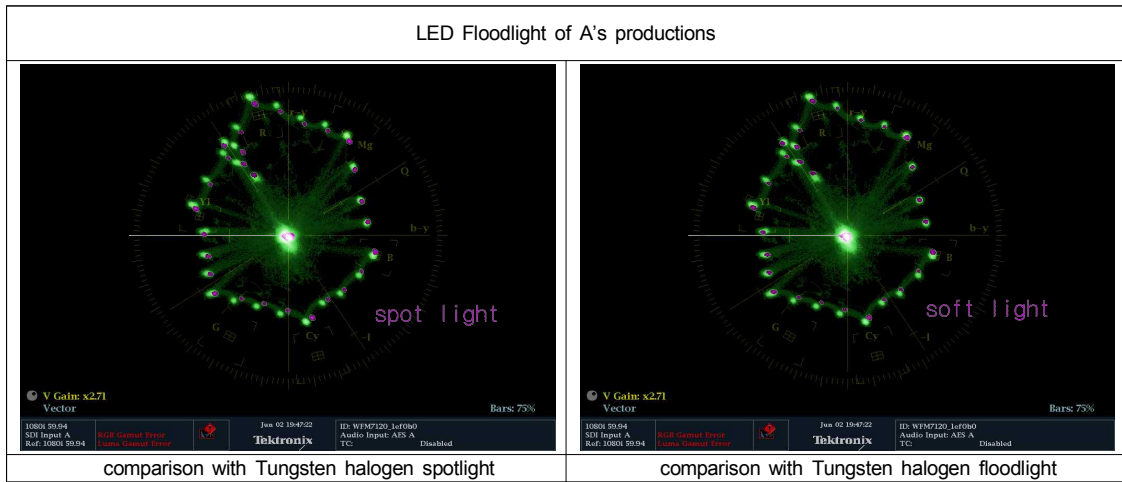 LED Floodlight of A's productions
r-y
R
Mg
Q
Yl
b-y
B
spot light
G
Cy
-I
V Gain: x2.71
Vector
Bars: 75%
1080i 59.94
SDI Input A
Ref: 1080i 59.94
RGB Gamut Error
Luma Gamut Error
Jun 02 19:47:22
Tektronix
ID: WFM7120_1ef0b0
Audio Input: AES A
TC: Disabled
comparison with Tungsten halogen spotlight
r-y
R
Mg
Q
Yl
b-y
B
soft light
G
Cy
-I
V Gain: x2.71
Vector
Bars: 75%
1080i 59.94
SDI Input A
Ref: 1080i 59.94
RGB Gamut Error
Luma Gamut Error
Jun 02 19:47:22
Tektronix
ID: WFM7120_1ef0b0
Audio Input: AES A
TC: Disabled
comparison with Tungsten halogen floodlight